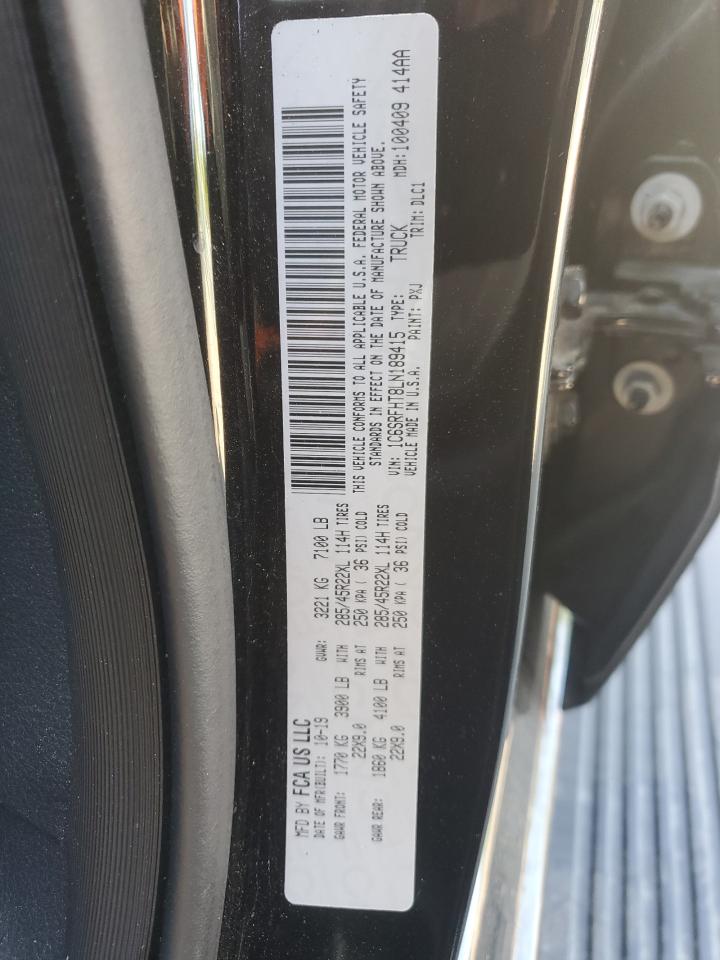 MFD BY FCA US LLC
DATE OF MFR(BUILT): 10-19 GVWR: 3221 KG 7100 LB
GAWR FRONT: 1770 KG 3900 LB WITH 285/45R22XL 114H TIRES
22X9.0 RIMS AT 250 KPA ( 36 PSI) COLD
GAWR REAR: 1860 KG 4100 LB WITH 285/45R22XL 114H TIRES
22X9.0 RIMS AT 250 KPA ( 36 PSI) COLD
THIS VEHICLE CONFORMS TO ALL APPLICABLE U.S.A. FEDERAL MOTOR VEHICLE SAFETY
STANDARDS IN EFFECT ON THE DATE OF MANUFACTURE SHOWN ABOVE.
VIN: 1C6SRFHT8LN189415 TYPE: TRUCK MDH:100409 414AA
VEHICLE MADE IN U.S.A. PAINT: PXJ TRIM: DLC1